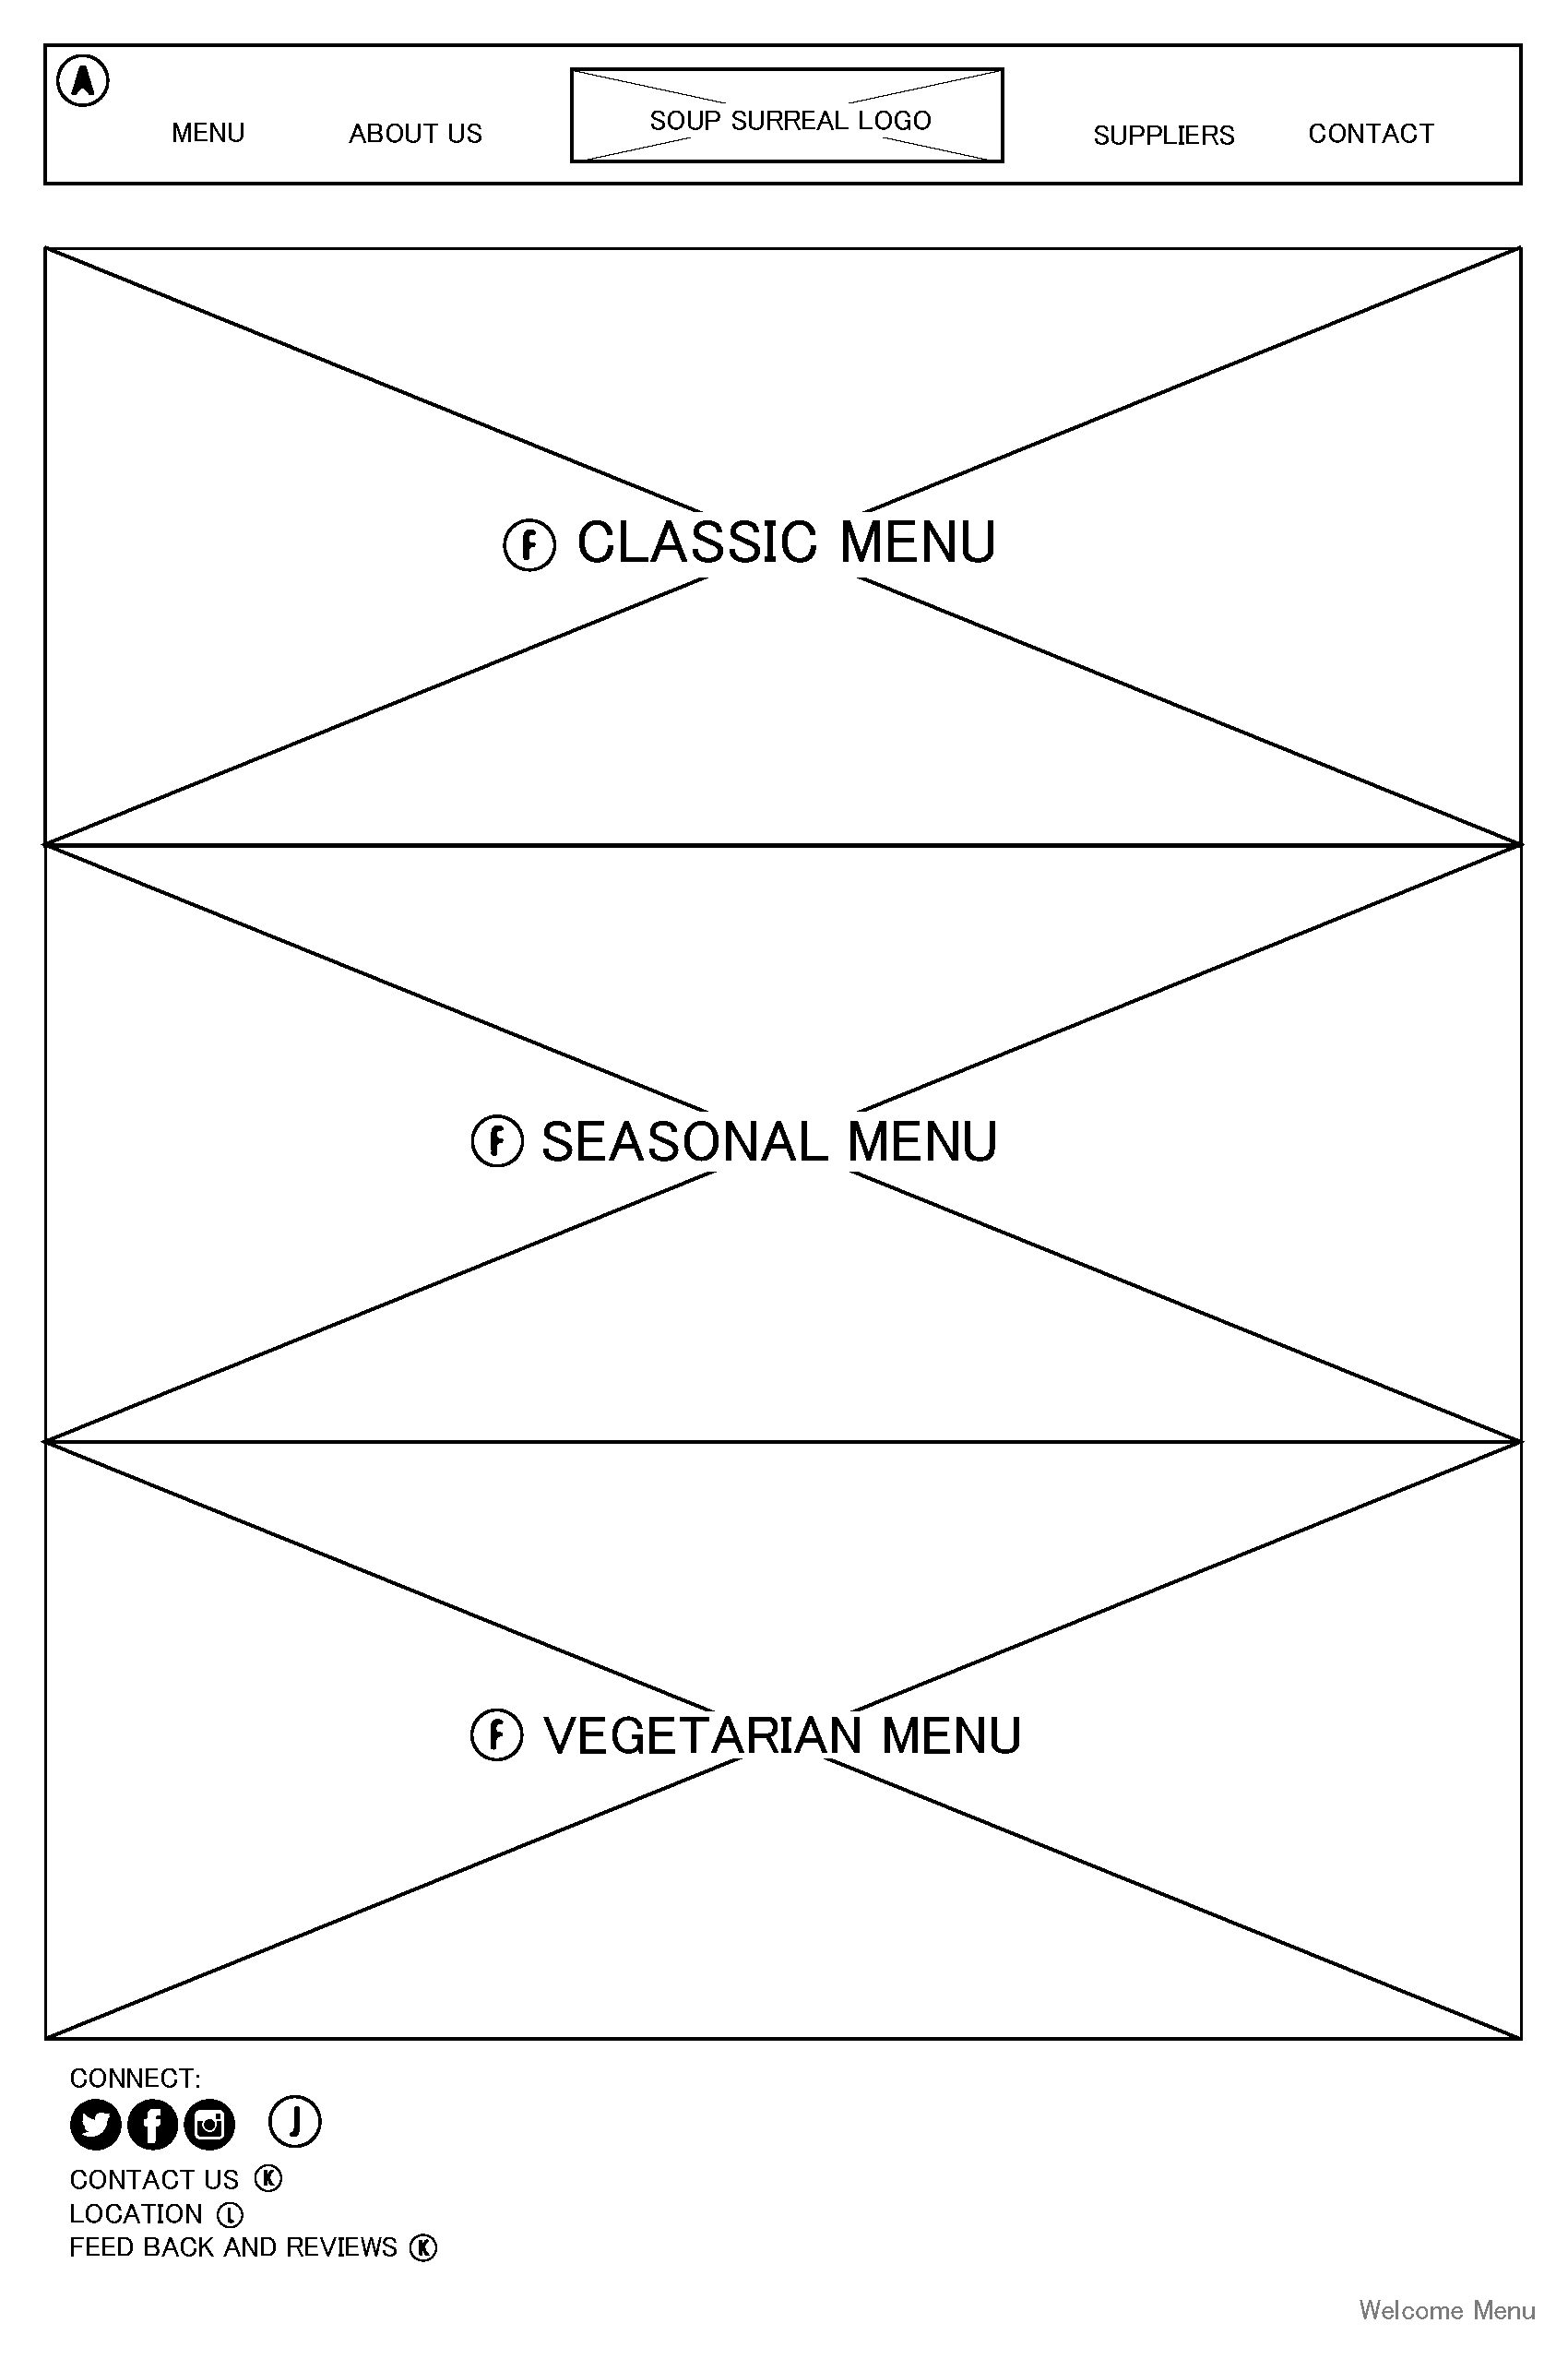 A
MENU ABOUT US SOUP SURREAL LOGO SUPPLIERS CONTACT
F CLASSIC MENU
F SEASONAL MENU
F VEGETARIAN MENU
CONNECT:
J
CONTACT US K
LOCATION L
FEED BACK AND REVIEWS K
Welcome Menu